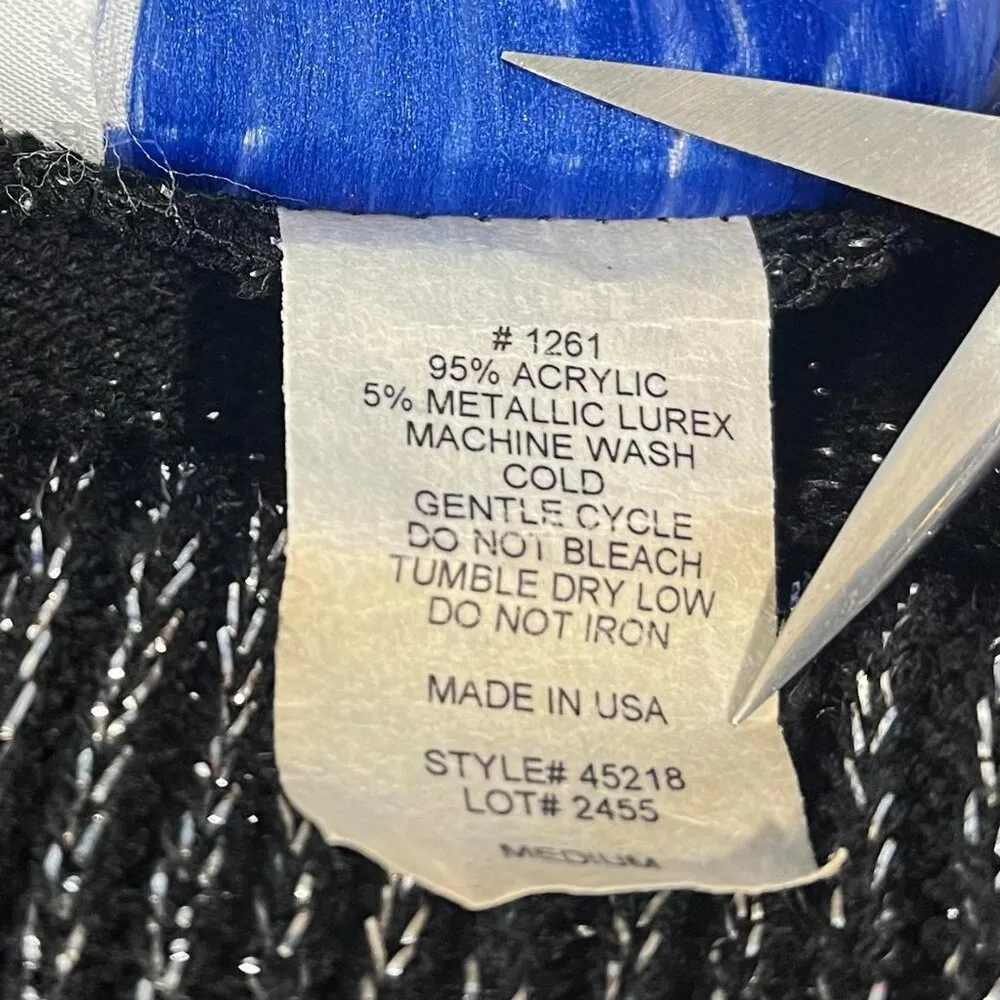 # 1261
95% ACRYLIC
5% METALLIC LUREX
MACHINE WASH
COLD
GENTLE CYCLE
DO NOT BLEACH
TUMBLE DRY LOW
DO NOT IRON
MADE IN USA
STYLE# 45218
LOT# 2455
MEDIUM